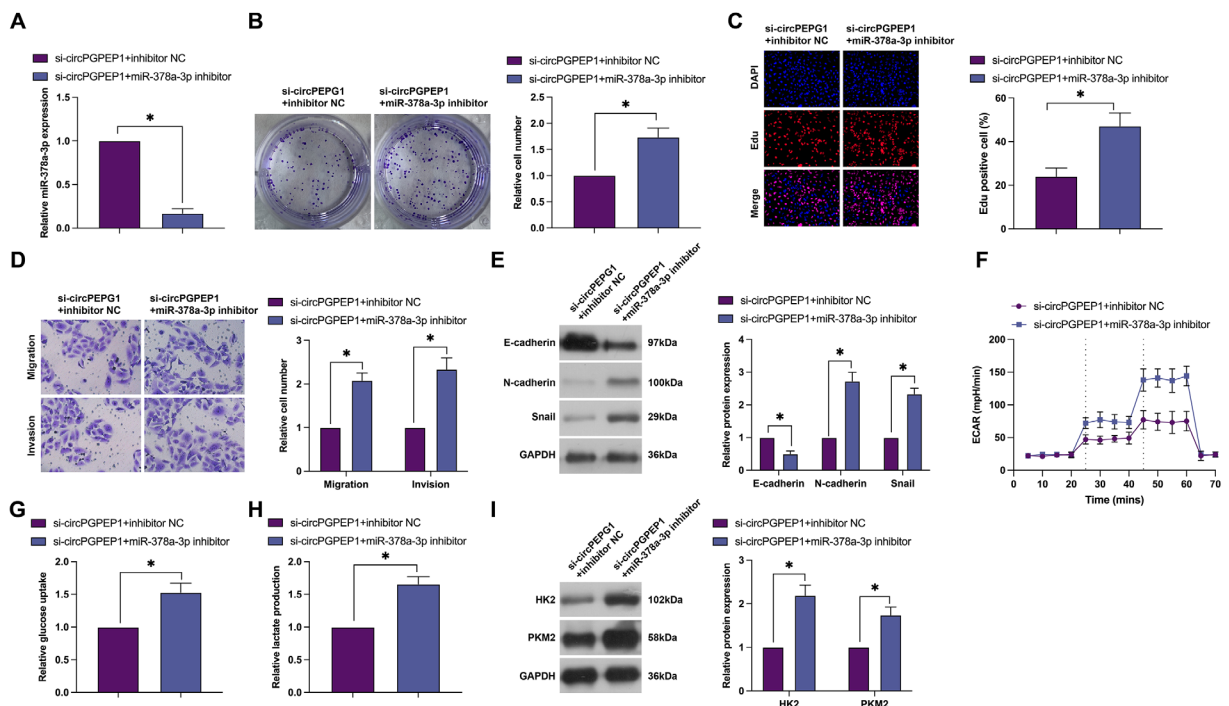 A
si-circPGPEP1+inhibitor NC
si-circPGPEP1+miR-378a-3p inhibitor
Relative miR-378a-3p expression
1.5
1.0
0.5
0.0
*
B
si-circPEPG1
+inhibitor NC
si-circPGPEP1
+miR-378a-3p inhibitor
si-circPGPEP1+inhibitor NC
si-circPGPEP1+miR-378a-3p inhibitor
Relative cell number
2.5
2.0
1.5
1.0
0.5
0.0
*
C
si-circPEPG1
+inhibitor NC
si-circPGPEP1
+miR-378a-3p inhibitor
DAPI
Edu
Merge
si-circPGPEP1+inhibitor NC
si-circPGPEP1+miR-378a-3p inhibitor
Edu positive cell (%)
60
40
20
0
*
D
si-circPEPG1
+inhibitor NC
si-circPGPEP1
+miR-378a-3p inhibitor
Migration
Invasion
si-circPGPEP1+inhibitor NC
si-circPGPEP1+miR-378a-3p inhibitor
Relative cell number
3
2
1
0
*
*
Migration
Invision
E
si-circPEPG1
+inhibitor NC
si-circPGPEP1
+miR-378a-3p inhibitor
E-cadherin
97kDa
N-cadherin
100kDa
Snail
29kDa
GAPDH
36kDa
si-circPGPEP1+inhibitor NC
si-circPGPEP1+miR-378a-3p inhibitor
Relative protein expression
4
3
2
1
0
*
*
*
E-cadherin
N-cadherin
Snail
F
si-circPGPEP1+inhibitor NC
si-circPGPEP1+miR-378a-3p inhibitor
ECAR (mpH/min)
200
150
100
50
0
0 10 20 30 40 50 60 70
Time (mins)
G
si-circPGPEP1+inhibitor NC
si-circPGPEP1+miR-378a-3p inhibitor
Relative glucose uptake
2.0
1.5
1.0
0.5
0.0
*
H
si-circPGPEP1+inhibitor NC
si-circPGPEP1+miR-378a-3p inhibitor
Relative lactate production
2.0
1.5
1.0
0.5
0.0
*
I
si-circPEPG1
+inhibitor NC
si-circPGPEP1
+miR-378a-3p inhibitor
HK2
102kDa
PKM2
58kDa
GAPDH
36kDa
si-circPGPEP1+inhibitor NC
si-circPGPEP1+miR-378a-3p inhibitor
Relative protein expression
3
2
1
0
*
*
HK2
PKM2